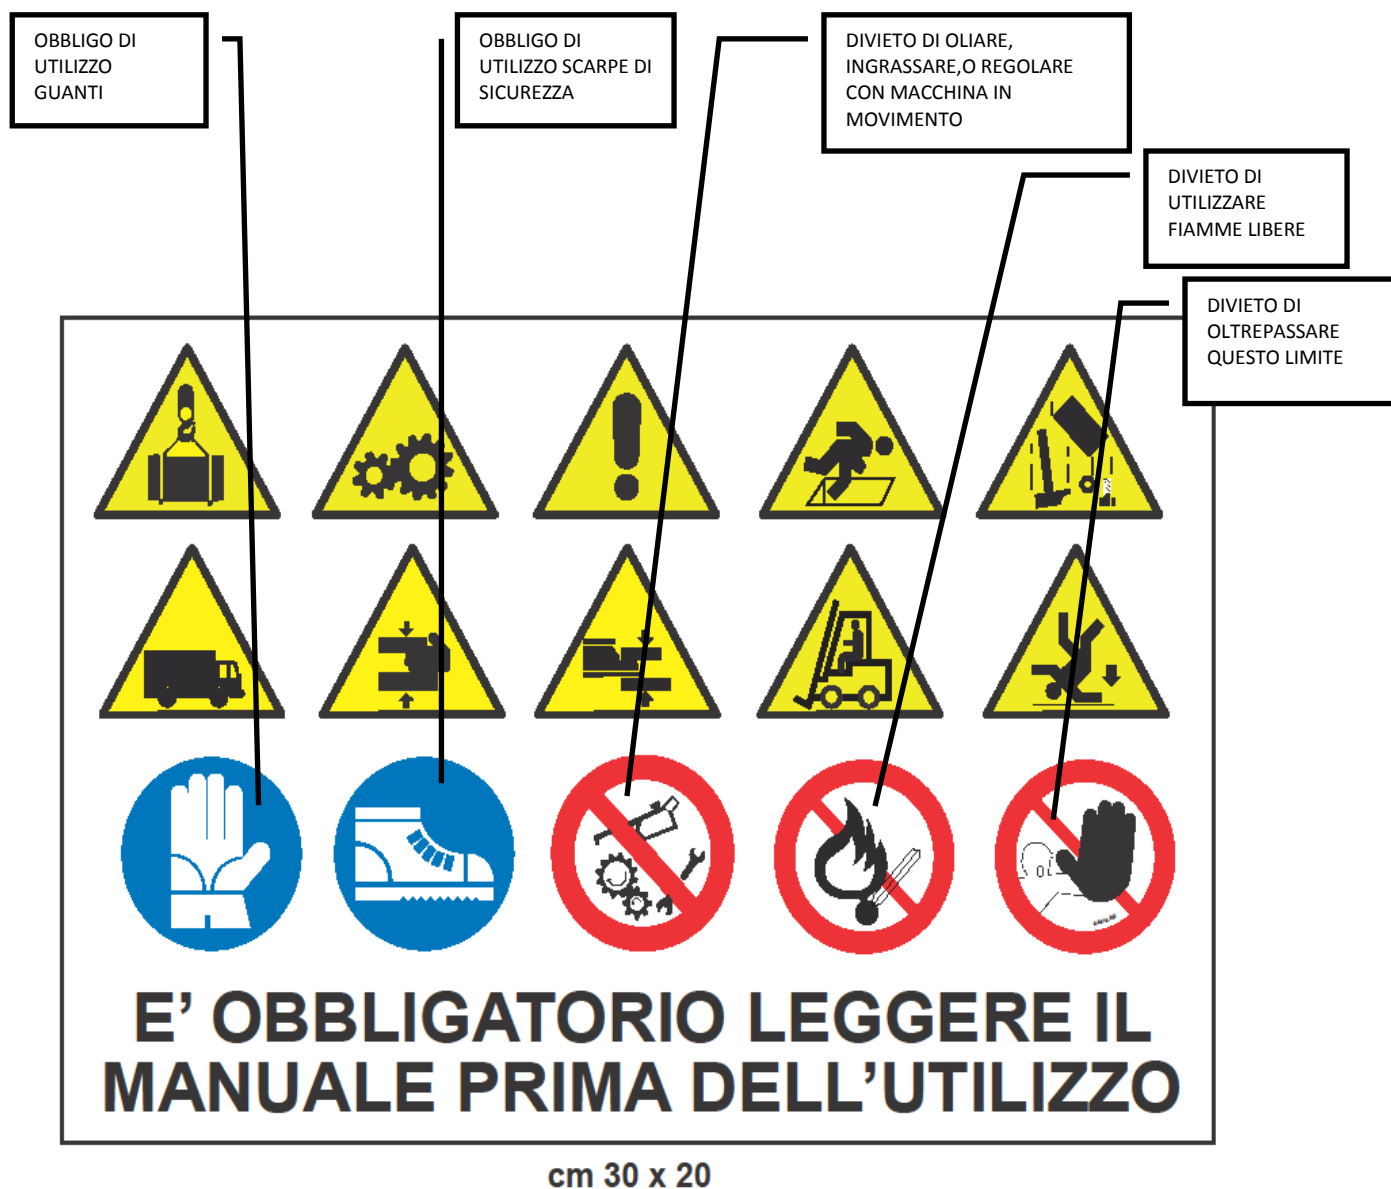 OBBLIGO DI
UTILIZZO
GUANTI
OBBLIGO DI
UTILIZZO SCARPE DI
SICUREZZA
DIVIETO DI OLIARE,
INGRASSARE,O REGOLARE
CON MACCHINA IN
MOVIMENTO
DIVIETO DI
UTILIZZARE
FIAMME LIBERE
DIVIETO DI
OLTREPASSARE
QUESTO LIMITE
E’ OBBLIGATORIO LEGGERE IL
MANUALE PRIMA DELL’UTILIZZO
cm 30 x 20